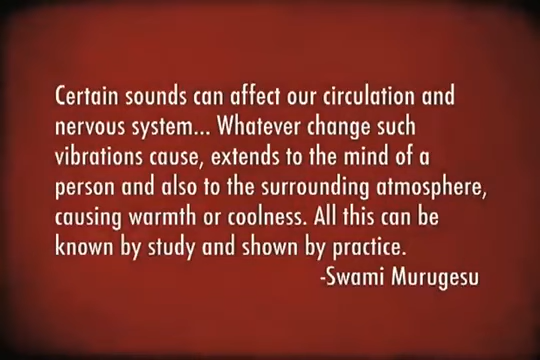 Certain sounds can affect our circulation and
nervous system... Whatever change such
vibrations cause, extends to the mind of a
person and also to the surrounding atmosphere,
causing warmth or coolness. All this can be
known by study and shown by practice.
-Swami Murugesu